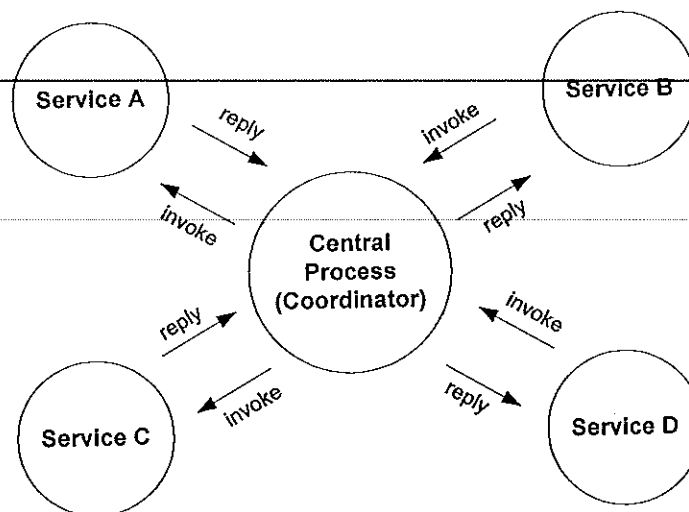 Service A
Service B
reply
invoke
invoke
reply
Central
Process
(Coordinator)
reply
invoke
invoke
reply
Service C
Service D